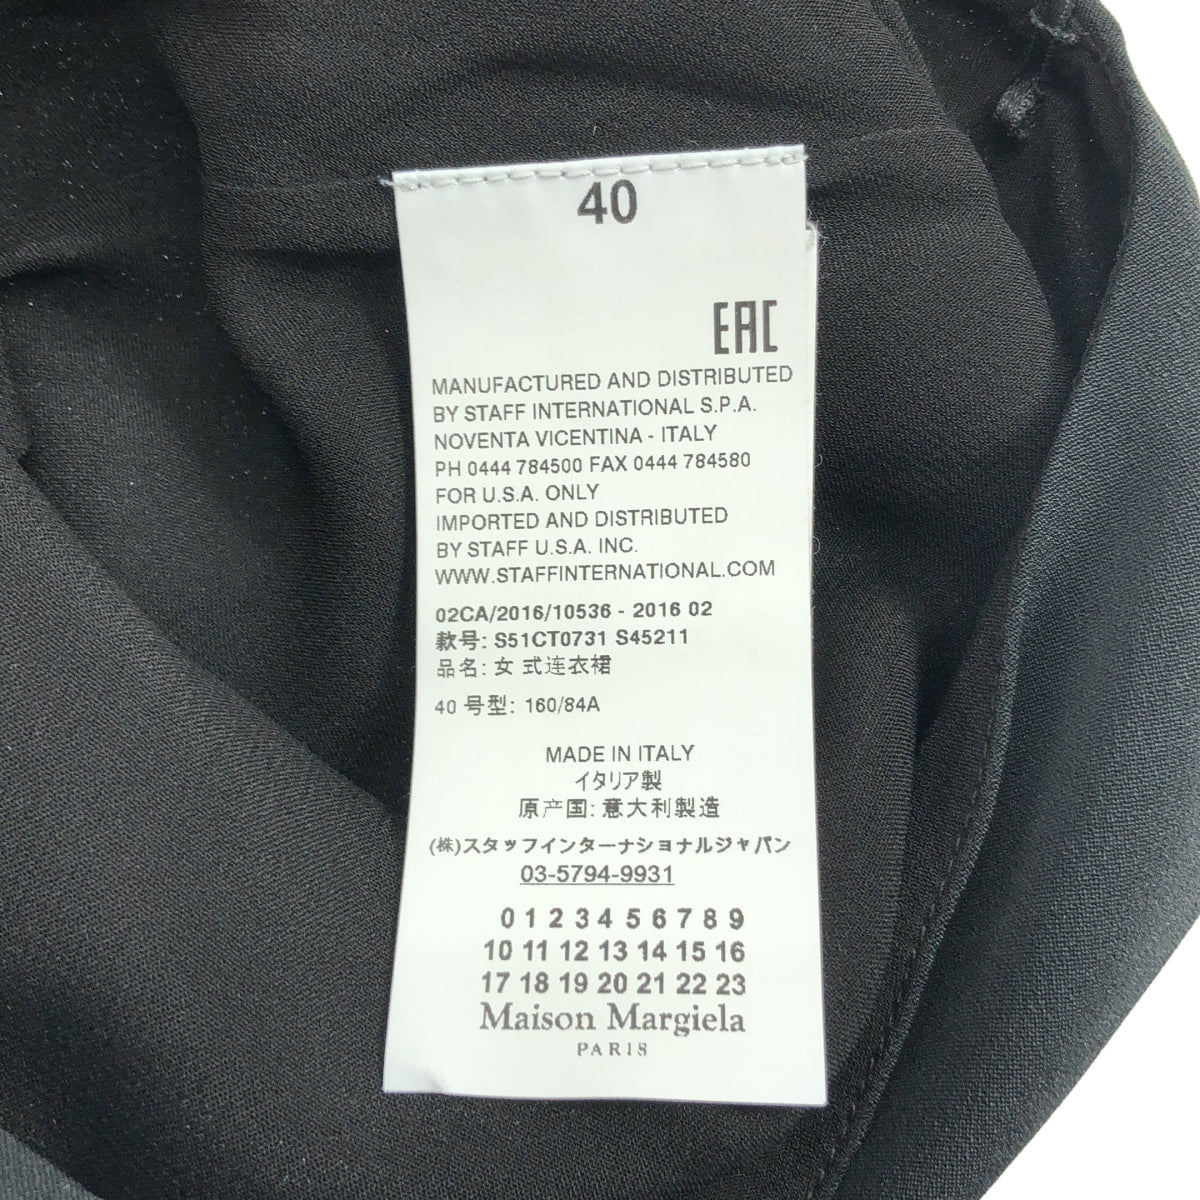 40
EAC
MANUFACTURED AND DISTRIBUTED
BY STAFF INTERNATIONAL S.P.A.
NOVENTA VICENTINA - ITALY
PH 0444 784500 FAX 0444 784580
FOR U.S.A. ONLY
IMPORTED AND DISTRIBUTED
BY STAFF U.S.A. INC.
WWW.STAFFINTERNATIONAL.COM
02CA/2016/10536 - 2016 02
款号: S51CT0731 S45211
品名: 女 式连衣裙
40 号型: 160/84A
MADE IN ITALY
イタリア製
原产国: 意大利製造
(株)スタッフインターナショナルジャパン
03-5794-9931
0 1 2 3 4 5 6 7 8 9
10 11 12 13 14 15 16
17 18 19 20 21 22 23
Maison Margiela
PARIS